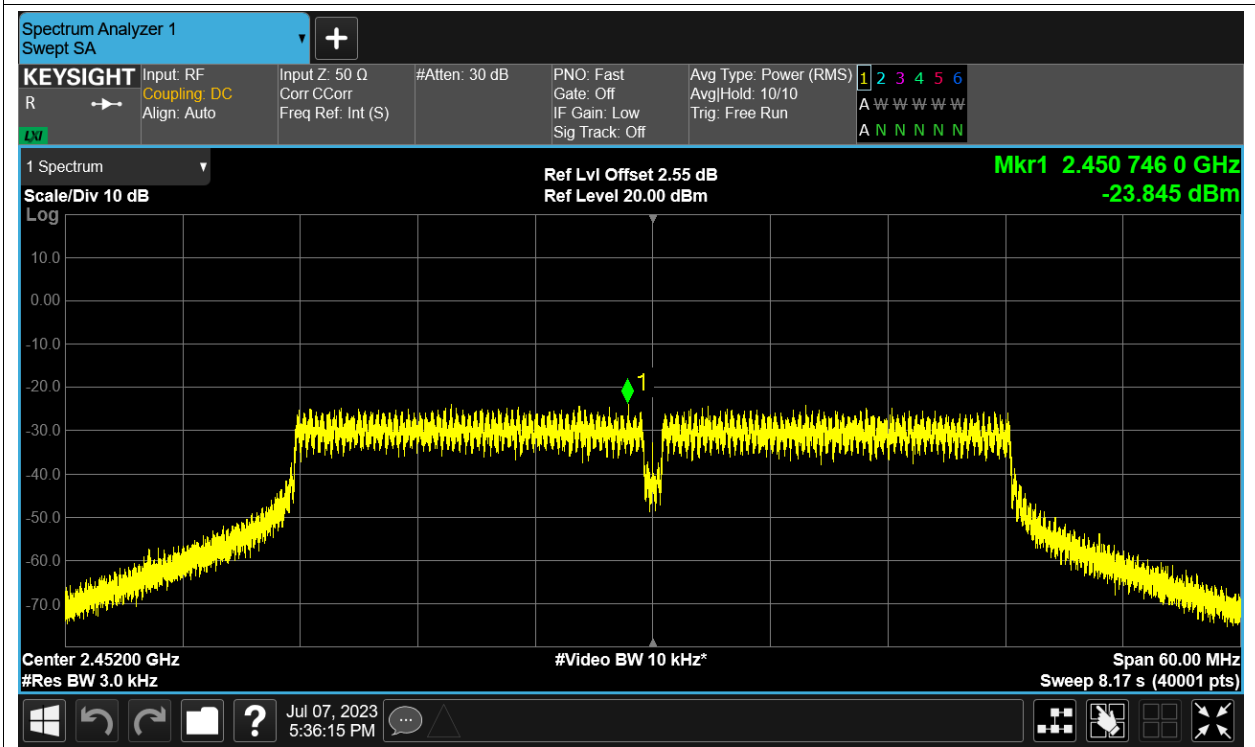 Spectrum Analyzer 1
Swept SA
KEYSIGHT
R
LXI
Input: RF
Coupling: DC
Align: Auto
Input Z: 50 Ω
Corr CCorr
Freq Ref: Int (S)
#Atten: 30 dB
PNO: Fast
Gate: Off
IF Gain: Low
Sig Track: Off
Avg Type: Power (RMS)
Avg|Hold: 10/10
Trig: Free Run
1 2 3 4 5 6
A W W W W W
A N N N N N
1 Spectrum
Scale/Div 10 dB
Log
Ref Lvl Offset 2.55 dB
Ref Level 20.00 dBm
Mkr1 2.450 746 0 GHz
-23.845 dBm
10.0
0.00
-10.0
-20.0
-30.0
-40.0
-50.0
-60.0
-70.0
1
Center 2.45200 GHz
#Res BW 3.0 kHz
#Video BW 10 kHz*
Span 60.00 MHz
Sweep 8.17 s (40001 pts)
?
Jul 07, 2023
5:36:15 PM